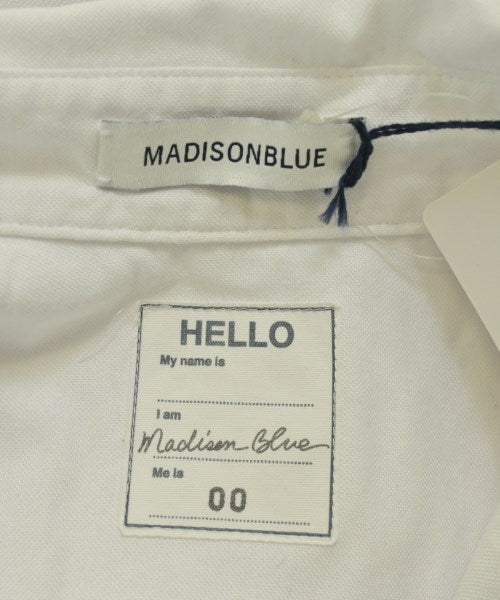 MADISONBLUE
HELLO
My name is
I am
Madison Blue
Me is
00